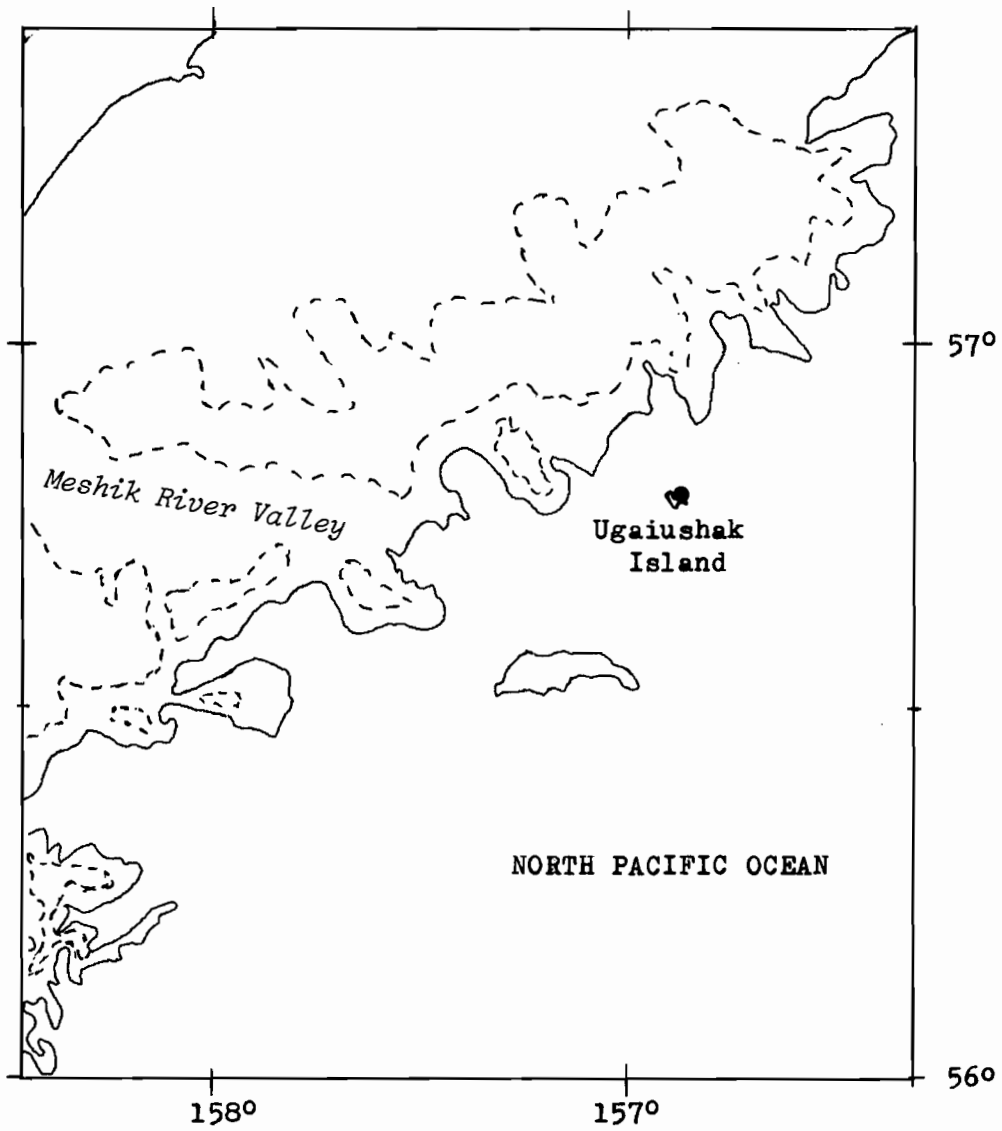 57°
Meshik River Valley
Ugaiushak
Island
NORTH PACIFIC OCEAN
56°
158°
157°